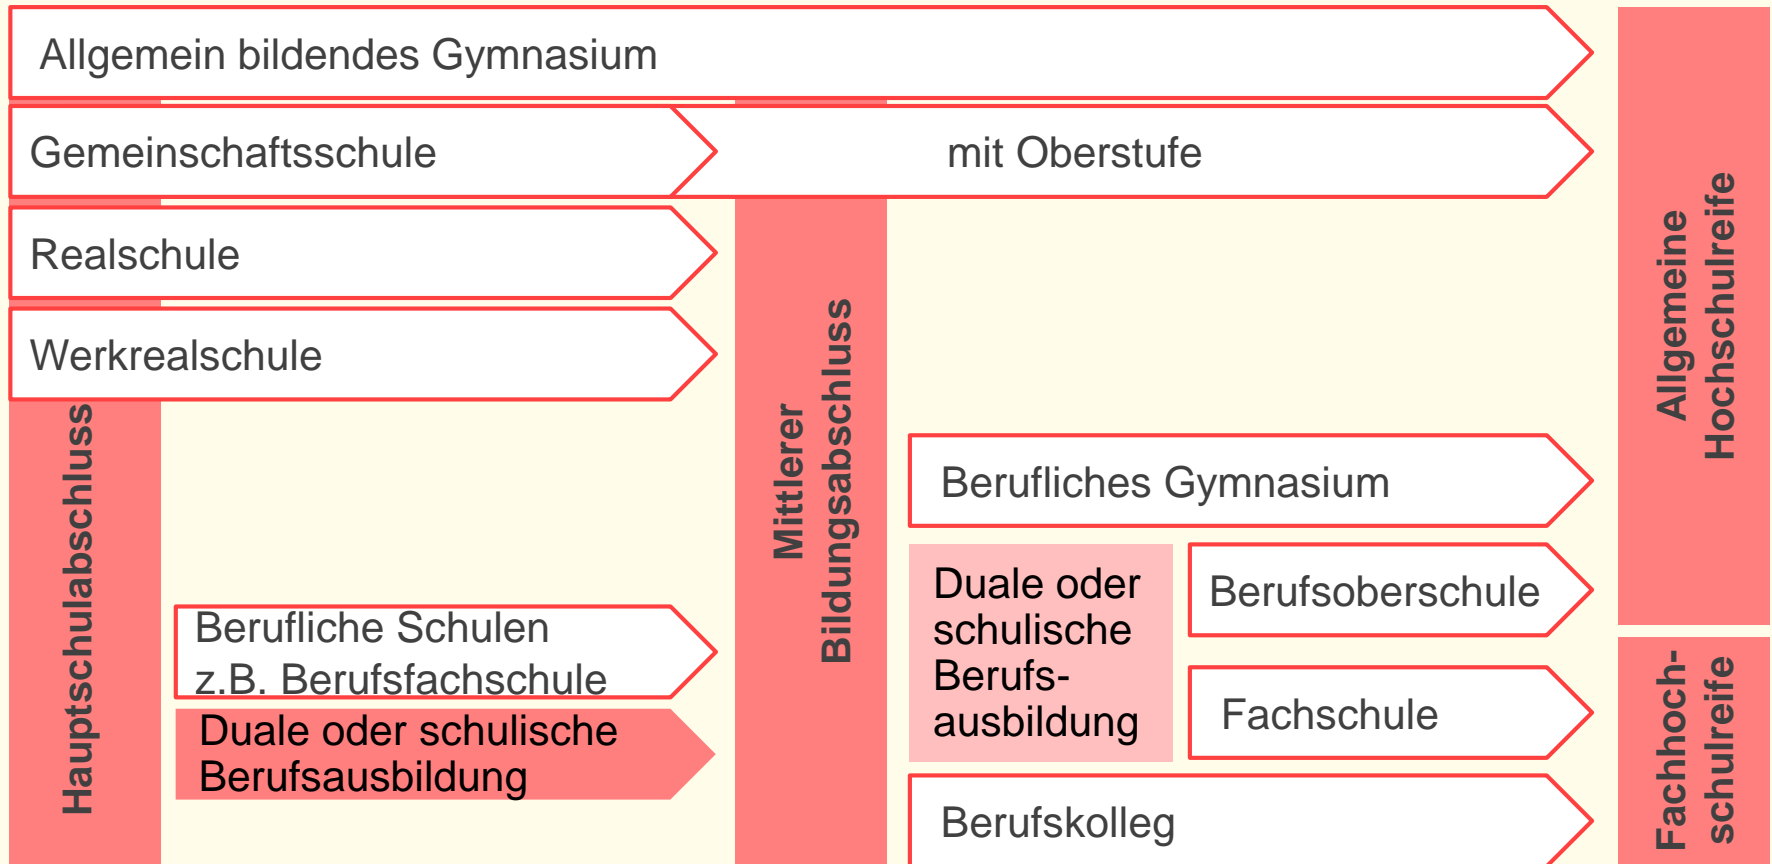 Allgemein bildendes Gymnasium
Gemeinschaftsschule
mit Oberstufe
Realschule
Werkrealschule
Hauptschulabschluss
Berufliche Schulen
z.B. Berufsfachschule
Duale oder schulische
Berufsausbildung
Mittlerer
Bildungsabschluss
Berufliches Gymnasium
Duale oder
schulische
Berufs-
ausbildung
Berufsoberschule
Fachschule
Berufskolleg
Allgemeine
Hochschulreife
Fachhoch-
schulreife